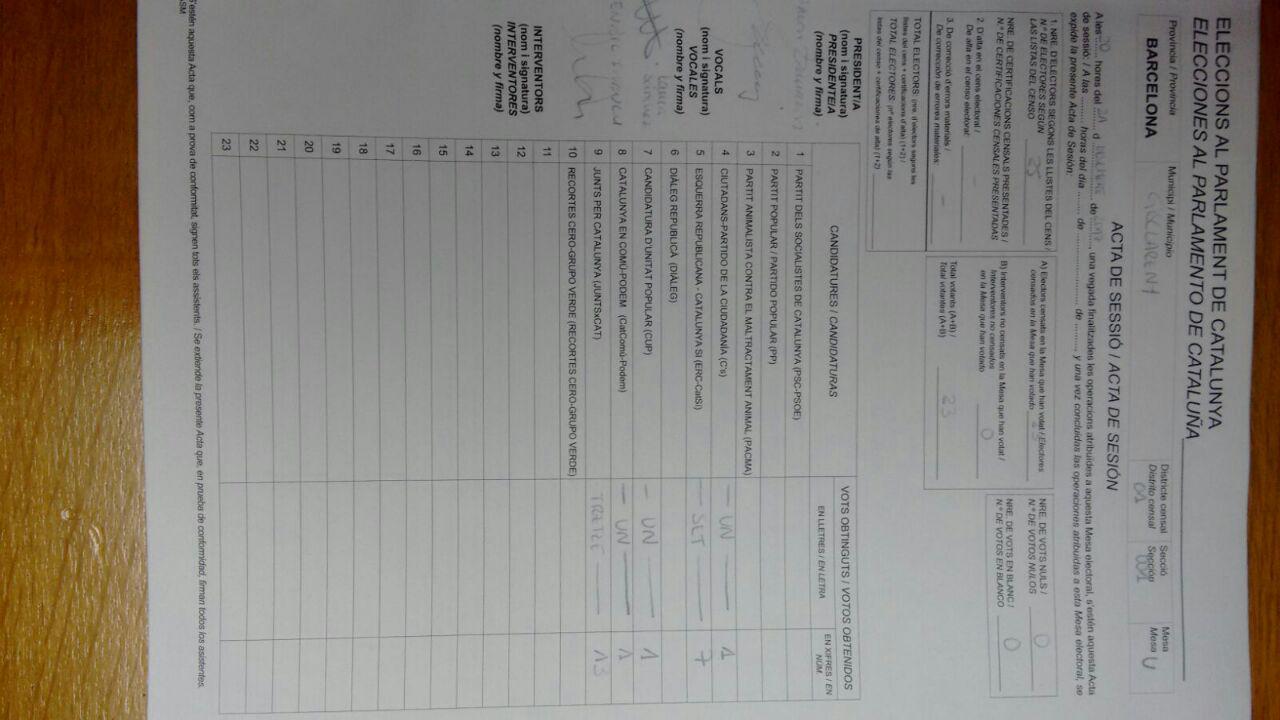 ELECCIONS AL PARLAMENT DE CATALUNYA
ELECCIONES AL PARLAMENTO DE CATALUÑA
Província / Provincia
BARCELONA
Municipi / Municipio
Districte censal
Distrito censal
01
Secció
Sección
001
Mesa
Mesa U
ACTA DE SESSIÓ / ACTA DE SESIÓN
A les 20 hores del 21 d de 2017, una vegada finalitzades les operacions atribuïdes a aquesta Mesa electoral, s'estén aquesta Acta
de sessió. / A las .......... horas del día .......... de .................... de .......... y una vez concluidas las operaciones atribuidas a esta Mesa electoral, se
expide la presente Acta de Sesión:
1. NRE. D'ELECTORS SEGONS LES LLISTES DEL CENS /
N.º DE ELECTORES SEGÚN
LAS LISTAS DEL CENSO 25
NRE. DE CERTIFICACIONS CENSALS PRESENTADES /
N.º DE CERTIFICACIONES CENSALES PRESENTADAS
2. D'alta en el cens electoral /
De alta en el censo electoral: –
3. De correcció d'errors materials /
De corrección de errores materiales: –
TOTAL ELECTORS: (nre. d'electors segons les
llistes del cens + certificacions d'alta) (1+2) /
TOTAL ELECTORES: (nº electores según las
listas del censo + certificaciones de alta) (1+2)
A) Electors censats en la Mesa que han votat / Electores
censados en la Mesa que han votado 23
B) Interventors no censats en la Mesa que han votat /
Interventores no censados
en la Mesa que han votado 0
Total votants (A+B) /
Total votantes (A+B) 23
NRE. DE VOTS NULS /
N.º DE VOTOS NULOS 0
NRE. DE VOTS EN BLANC /
N.º DE VOTOS EN BLANCO 0
PRESIDENT/A
(nom i signatura)
PRESIDENTE/A
(nombre y firma)
VOCALS
(nom i signatura)
VOCALES
(nombre y firma)
INTERVENTORS
(nom i signatura)
INTERVENTORES
(nombre y firma)
CANDIDATURES / CANDIDATURAS
VOTS OBTINGUTS / VOTOS OBTENIDOS
EN LLETRES / EN LETRA
EN XIFRES / EN NÚM.
1 PARTIT DELS SOCIALISTES DE CATALUNYA (PSC-PSOE)
2 PARTIT POPULAR / PARTIDO POPULAR (PP)
3 PARTIT ANIMALISTA CONTRA EL MALTRACTAMENT ANIMAL (PACMA)
4 CIUTADANS-PARTIDO DE LA CIUDADANÍA (C's) – UN – 1
5 ESQUERRA REPUBLICANA - CATALUNYA SÍ (ERC-CatSí) – SET – 7
6 DIÀLEG REPUBLICÀ (DIÀLEG)
7 CANDIDATURA D'UNITAT POPULAR (CUP) – UN – 1
8 CATALUNYA EN COMÚ-PODEM (CatComú-Podem) – UN – 1
9 JUNTS PER CATALUNYA (JUNTSxCAT) TRETZE – 13
10 RECORTES CERO-GRUPO VERDE (RECORTES CERO-GRUPO VERDE)
11
12
13
14
15
16
17
18
19
20
21
22
23
S'estén aquesta Acta que, com a prova de conformitat, signen tots els assistents. / Se extiende la presente Acta que, en prueba de conformidad, firman todos los asistentes.